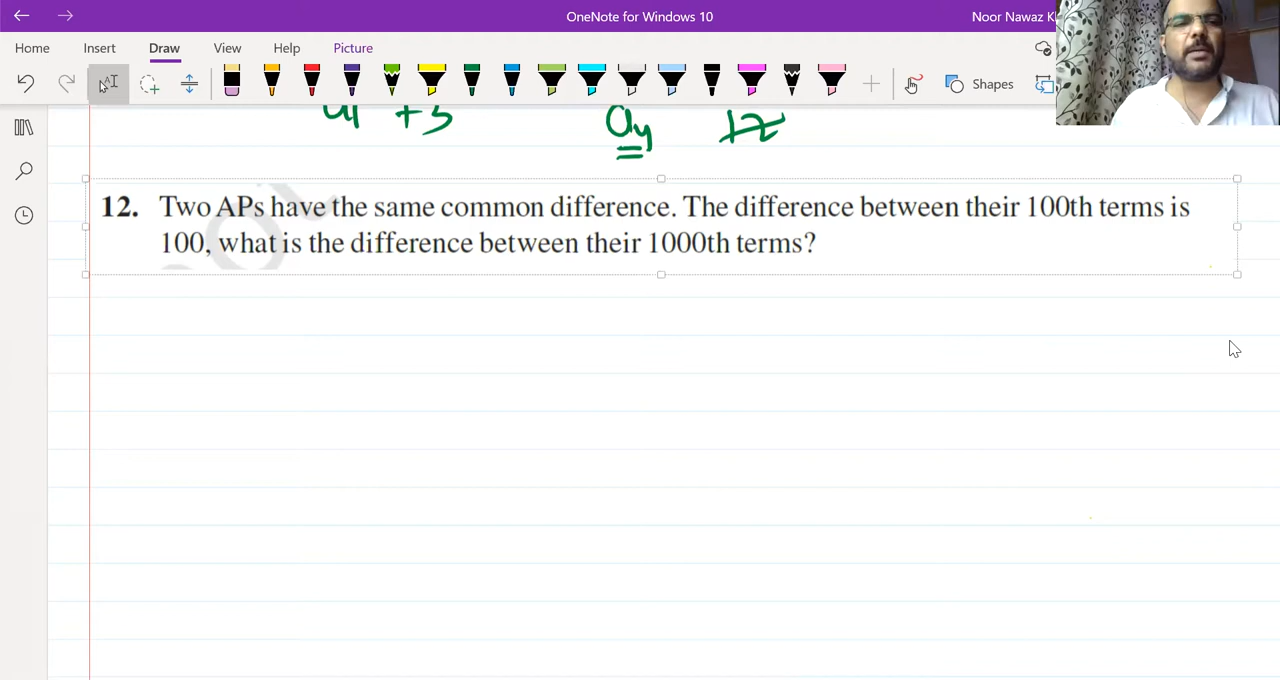 OneNote for Windows 10
Noor Nawaz K
Home Insert Draw View Help Picture
Shapes
+3
12. Two APs have the same common difference. The difference between their 100th terms is
100, what is the difference between their 1000th terms?